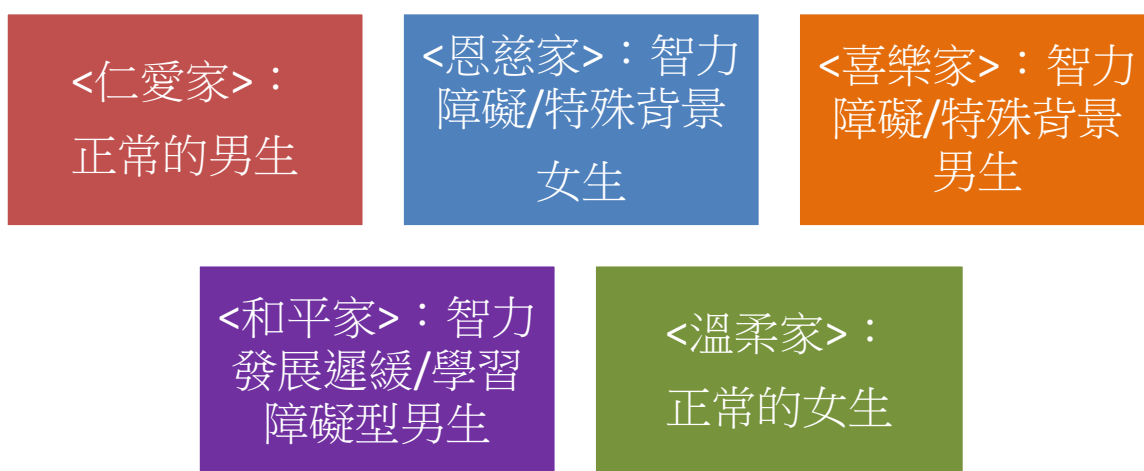 <仁愛家>：
正常的男生
<恩慈家>：智力
障礙/特殊背景
女生
<喜樂家>：智力
障礙/特殊背景
男生
<和平家>：智力
發展遲緩/學習
障礙型男生
<溫柔家>：
正常的女生